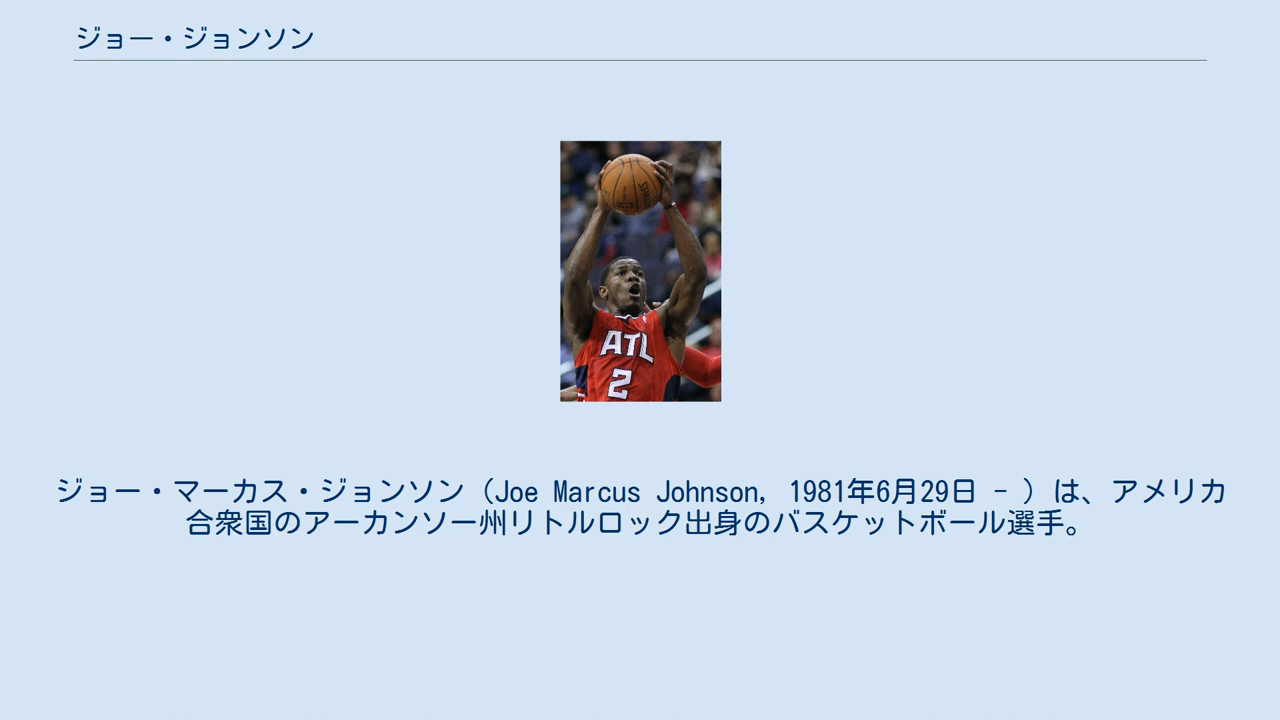 ジョー・ジョンソン
ATL
2
ジョー・マーカス・ジョンソン（Joe Marcus Johnson, 1981年6月29日 - ）は、アメリカ
合衆国のアーカンソー州リトルロック出身のバスケットボール選手。